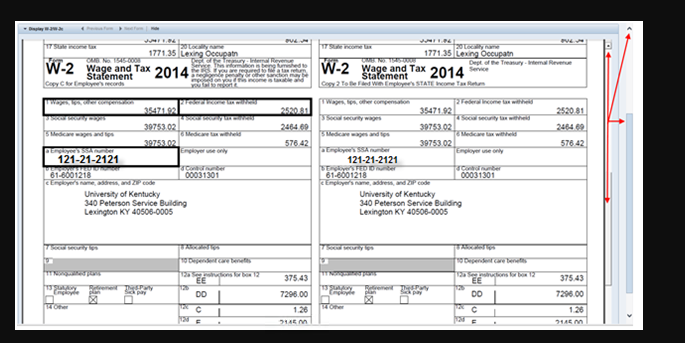 Display W-2/W-2c Previous Form Next Form Hide
17 State income tax 20 Locality name 17 State income tax 20 Locality name
1771.35 Lexing Occupatn 1771.35 Lexing Occupatn
Form OMB. No. 1545-0008 Dept. of the Treasury - Internal Revenue Form OMB. No. 1545-0008
W-2 Wage and Tax Statement 2014 Service. This information is being furnished to W-2 Wage and Tax Statement 2014 Dept. of the Treasury - Internal Revenue Service
the IRS. If you are required to file a tax return,
a negligence penalty or other sanction may be
imposed on you if this income is taxable and
you fail to report it.
Copy C for Employee's records Copy 2 To Be Filed With Employee's STATE Income Tax Return
1 Wages, tips, other compensation 2 Federal Income tax withheld 1 Wages, tips, other compensation 2 Federal Income tax withheld
35471.92 2520.81 35471.92 2520.81
3 Social security wages 4 Social security tax withheld 3 Social security wages 4 Social security tax withheld
39753.02 2464.69 39753.02 2464.69
5 Medicare wages and tips 6 Medicare tax withheld 5 Medicare wages and tips 6 Medicare tax withheld
39753.02 576.42 39753.02 576.42
a Employee's SSA number Employer use only a Employee's SSA number Employer use only
121-21-2121 121-21-2121
b Employer's FED ID number d Control number b Employer's FED ID number d Control number
61-6001218 00031301 61-6001218 00031301
c Employer's name, address, and ZIP code c Employer's name, address, and ZIP code
University of Kentucky University of Kentucky
340 Peterson Service Building 340 Peterson Service Building
Lexington KY 40506-0005 Lexington KY 40506-0005
7 Social security tips 8 Allocated tips 7 Social security tips 8 Allocated tips
9 10 Dependent care benefits 9 10 Dependent care benefits
11 Nonqualified plans 12a See instructions for box 12 11 Nonqualified plans 12a See instructions for box 12
EE 375.43 EE 375.43
13 Statutory Employee Retirement plan Third-Party Sick pay 12b DD 7296.00 13 Statutory Employee Retirement plan Third-Party Sick pay 12b DD 7296.00
14 Other 12c C 1.26 14 Other 12c C 1.26
12d E 2145.00 12d E 2145.00